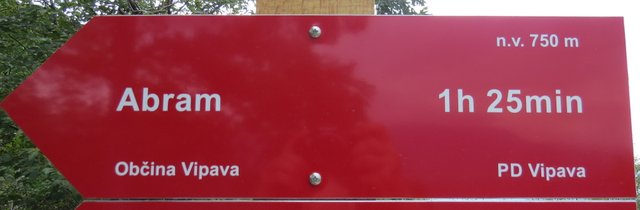 n.v. 750 m
Abram 1h 25min
Občina Vipava PD Vipava